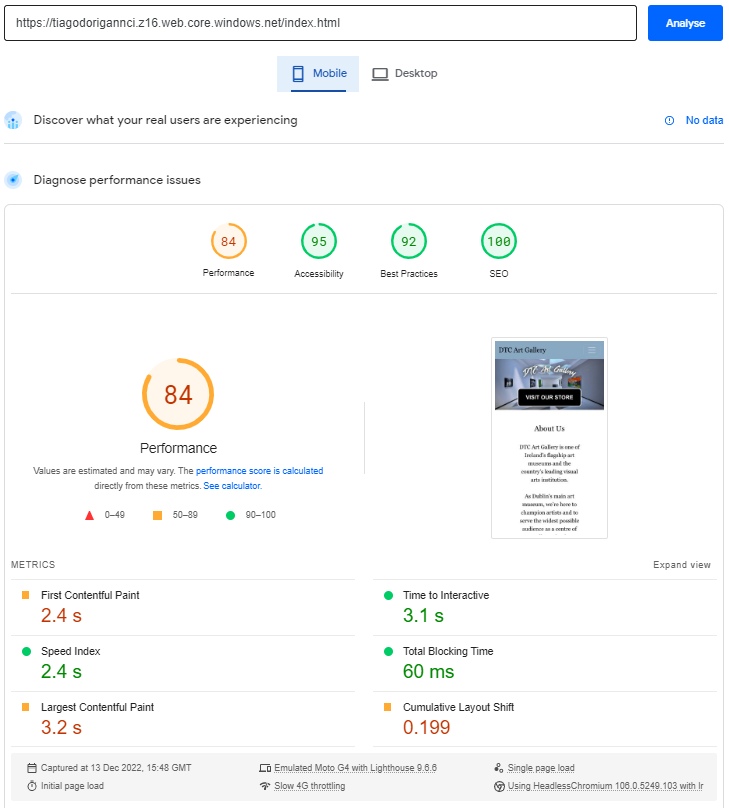 https://tiagodorigannci.z16.web.core.windows.net/index.html
Analyse
Mobile
Desktop
Discover what your real users are experiencing
No data
Diagnose performance issues
84
95
92
100
Performance
Accessibility
Best Practices
SEO
84
Performance
Values are estimated and may vary. The performance score is calculated
directly from these metrics. See calculator.
0–49
50–89
90–100
DTC Art Gallery
DTC Art Gallery
VISIT OUR STORE
About Us
DTC Art Gallery is one of
Ireland's flagship art
museums and the
country's leading visual
arts institution.
As Dublin's main art
museum, we're here to
champion artists and to
serve the widest possible
audience as a centre of
METRICS
Expand view
First Contentful Paint
2.4 s
Time to Interactive
3.1 s
Speed Index
2.4 s
Total Blocking Time
60 ms
Largest Contentful Paint
3.2 s
Cumulative Layout Shift
0.199
Captured at 13 Dec 2022, 15:48 GMT
Emulated Moto G4 with Lighthouse 9.6.6
Single page load
Initial page load
Slow 4G throttling
Using HeadlessChromium 106.0.5249.103 with lr